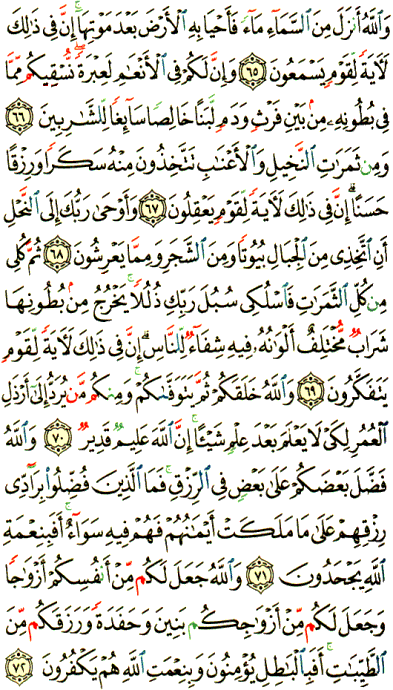 وَٱللَّهُ أَنزَلَ مِنَ ٱلسَّمَآءِ مَآءً فَأَحْيَا بِهِ ٱلْأَرْضَ بَعْدَ مَوْتِهَآ ۚ إِنَّ فِى ذَٰلِكَ
لَـَٔايَةً لِّقَوْمٍ يَسْمَعُونَ ٦٥ وَإِنَّ لَكُمْ فِى ٱلْأَنْعَٰمِ لَعِبْرَةً ۖ نُّسْقِيكُم مِّمَّا
فِى بُطُونِهِۦ مِنۢ بَيْنِ فَرْثٍ وَدَمٍ لَّبَنًا خَالِصًا سَآئِغًا لِّلشَّٰرِبِينَ ٦٦
وَمِن ثَمَرَٰتِ ٱلنَّخِيلِ وَٱلْأَعْنَٰبِ تَتَّخِذُونَ مِنْهُ سَكَرًا وَرِزْقًا
حَسَنًا ۗ إِنَّ فِى ذَٰلِكَ لَـَٔايَةً لِّقَوْمٍ يَعْقِلُونَ ٦٧ وَأَوْحَىٰ رَبُّكَ إِلَى ٱلنَّحْلِ
أَنِ ٱتَّخِذِى مِنَ ٱلْجِبَالِ بُيُوتًا وَمِنَ ٱلشَّجَرِ وَمِمَّا يَعْرِشُونَ ٦٨ ثُمَّ كُلِى
مِن كُلِّ ٱلثَّمَرَٰتِ فَٱسْلُكِى سُبُلَ رَبِّكِ ذُلُلًا ۚ يَخْرُجُ مِنۢ بُطُونِهَا
شَرَابٌ مُّخْتَلِفٌ أَلْوَٰنُهُۥ فِيهِ شِفَآءٌ لِّلنَّاسِ ۗ إِنَّ فِى ذَٰلِكَ لَـَٔايَةً لِّقَوْمٍ
يَتَفَكَّرُونَ ٦٩ وَٱللَّهُ خَلَقَكُمْ ثُمَّ يَتَوَفَّىٰكُمْ ۚ وَمِنكُم مَّن يُرَدُّ إِلَىٰٓ أَرْذَلِ
ٱلْعُمُرِ لِكَىْ لَا يَعْلَمَ بَعْدَ عِلْمٍ شَيْـًٔا ۚ إِنَّ ٱللَّهَ عَلِيمٌ قَدِيرٌ ٧٠ وَٱللَّهُ
فَضَّلَ بَعْضَكُمْ عَلَىٰ بَعْضٍ فِى ٱلرِّزْقِ ۚ فَمَا ٱلَّذِينَ فُضِّلُوا۟ بِرَآدِّى
رِزْقِهِمْ عَلَىٰ مَا مَلَكَتْ أَيْمَٰنُهُمْ فَهُمْ فِيهِ سَوَآءٌ ۚ أَفَبِنِعْمَةِ
ٱللَّهِ يَجْحَدُونَ ٧١ وَٱللَّهُ جَعَلَ لَكُم مِّنْ أَنفُسِكُمْ أَزْوَٰجًا
وَجَعَلَ لَكُم مِّنْ أَزْوَٰجِكُم بَنِينَ وَحَفَدَةً وَرَزَقَكُم مِّنَ
ٱلطَّيِّبَٰتِ ۚ أَفَبِٱلْبَٰطِلِ يُؤْمِنُونَ وَبِنِعْمَتِ ٱللَّهِ هُمْ يَكْفُرُونَ ٧٢